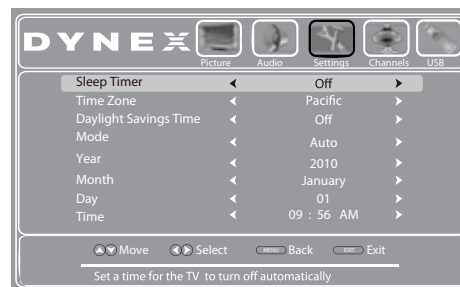 DYNEX
Picture Audio Settings Channels USB
Sleep Timer Off
Time Zone Pacific
Daylight Savings Time Off
Mode Auto
Year 2010
Month January
Day 01
Time 09 : 56 AM
Move Select MENU Back EXIT Exit
Set a time for the TV to turn off automatically